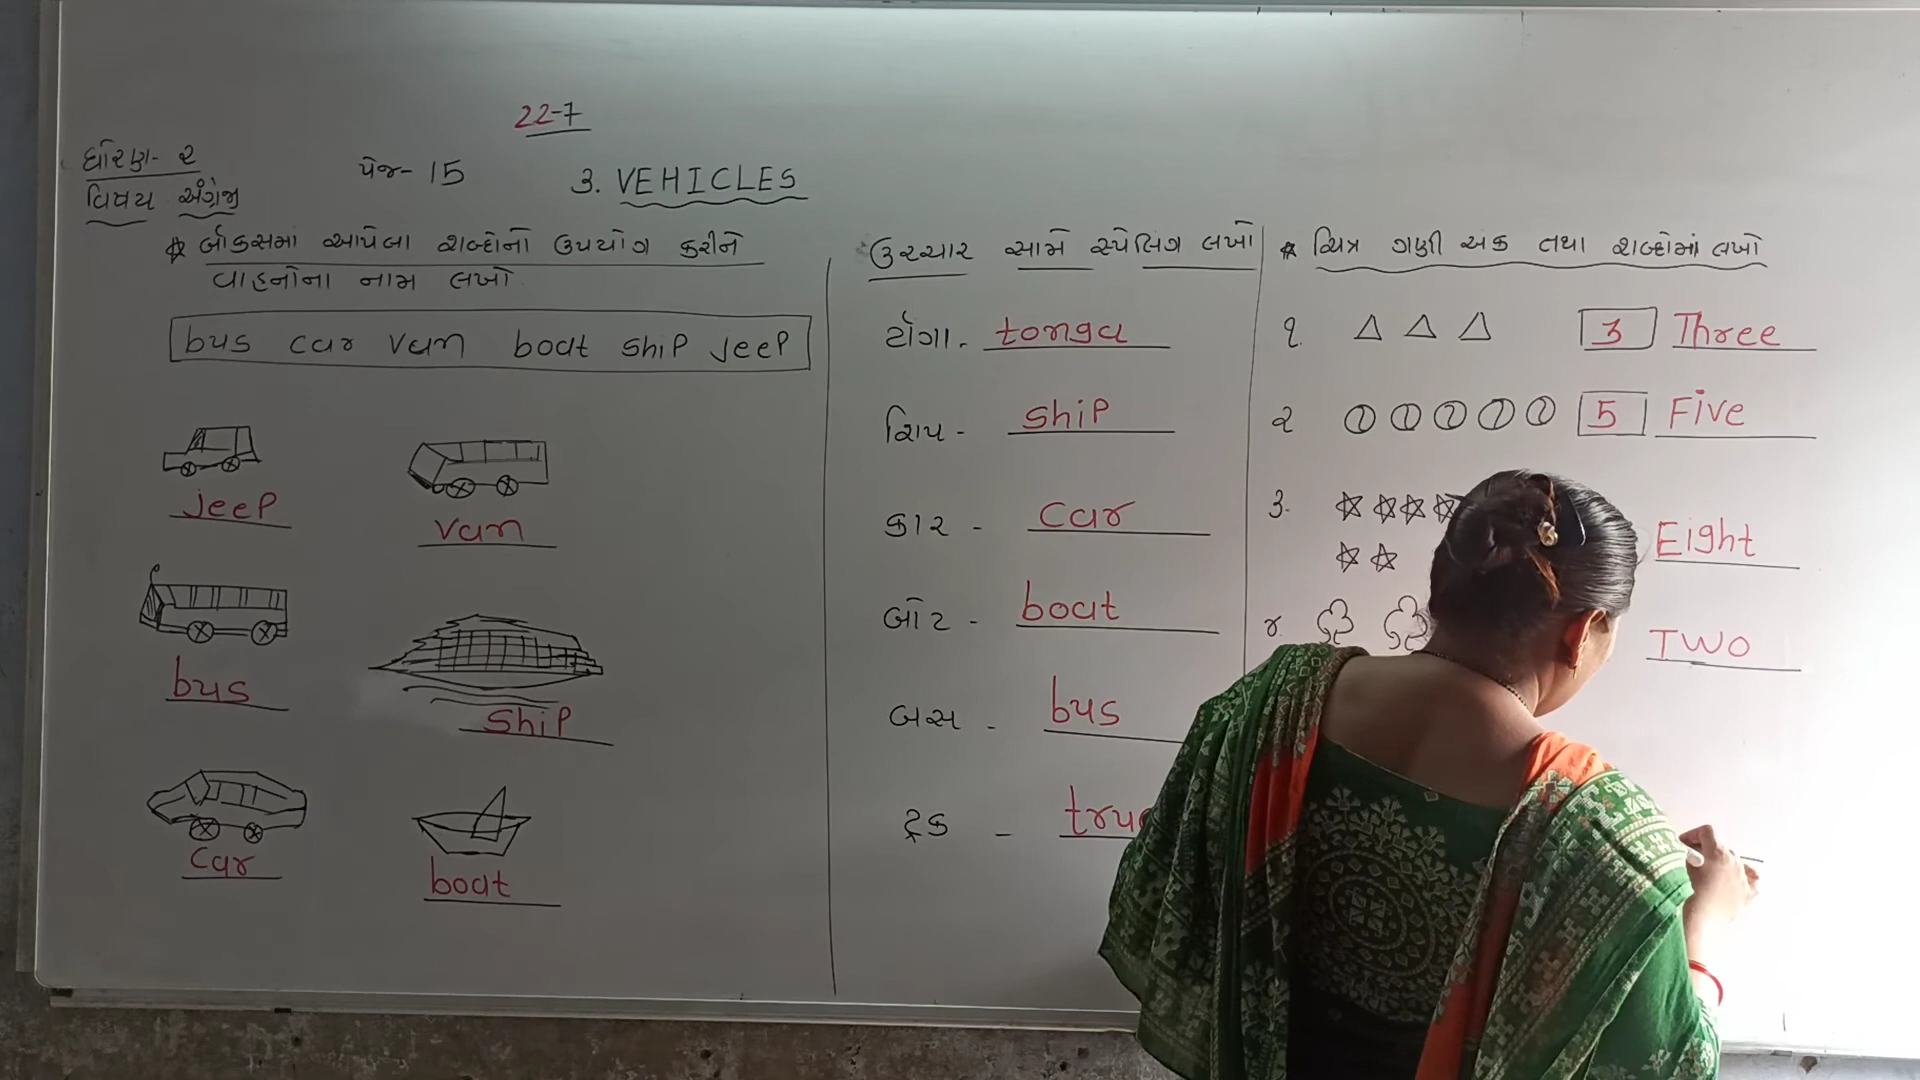 22-7
ધોરણ- ૨
પેજ- 15
3. VEHICLES
વિષય અંગ્રેજી
* બૉક્સમાં આપેલા શબ્દોનો ઉપયોગ કરીને
વાહનોના નામ લખો.
bus car van boat ship jeep
jeep
van
bus
ship
car
boat
ઉચ્ચાર સામે સ્પેલિંગ લખો
ટૉંગા. tonga
શિપ - ship
કાર - car
બૉટ - boat
બસ - bus
ટ્રક -
* ચિત્ર ગણી અંક તથા શબ્દોમાં લખો
૧. 3 Three
૨ 5 Five
૩. Eight
૪. TWO